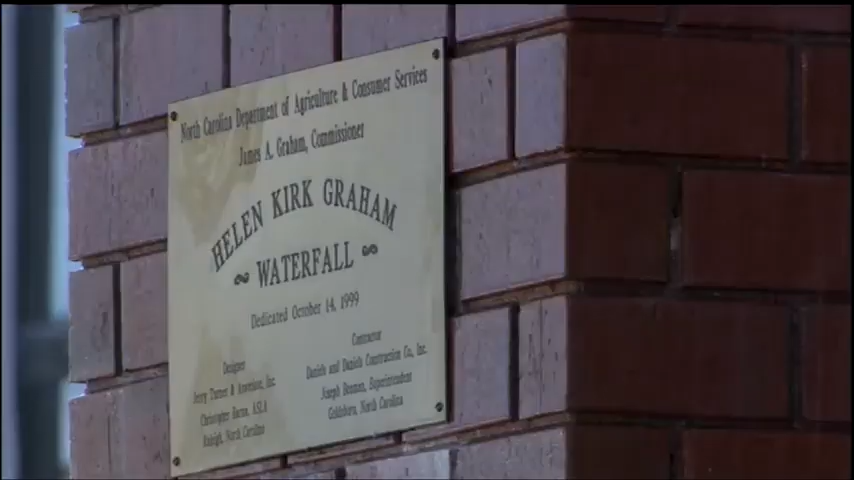 North Carolina Department of Agriculture & Consumer Services
James A. Graham, Commissioner
HELEN KIRK GRAHAM
WATERFALL
Dedicated October 14, 1999
Designer
Jerry Turner & Associates, Inc.
Christopher ASLA
Raleigh, North Carolina
Contractor
Daniels and Daniels Construction Co., Inc.
Joseph Superintendent
Goldsboro, North Carolina